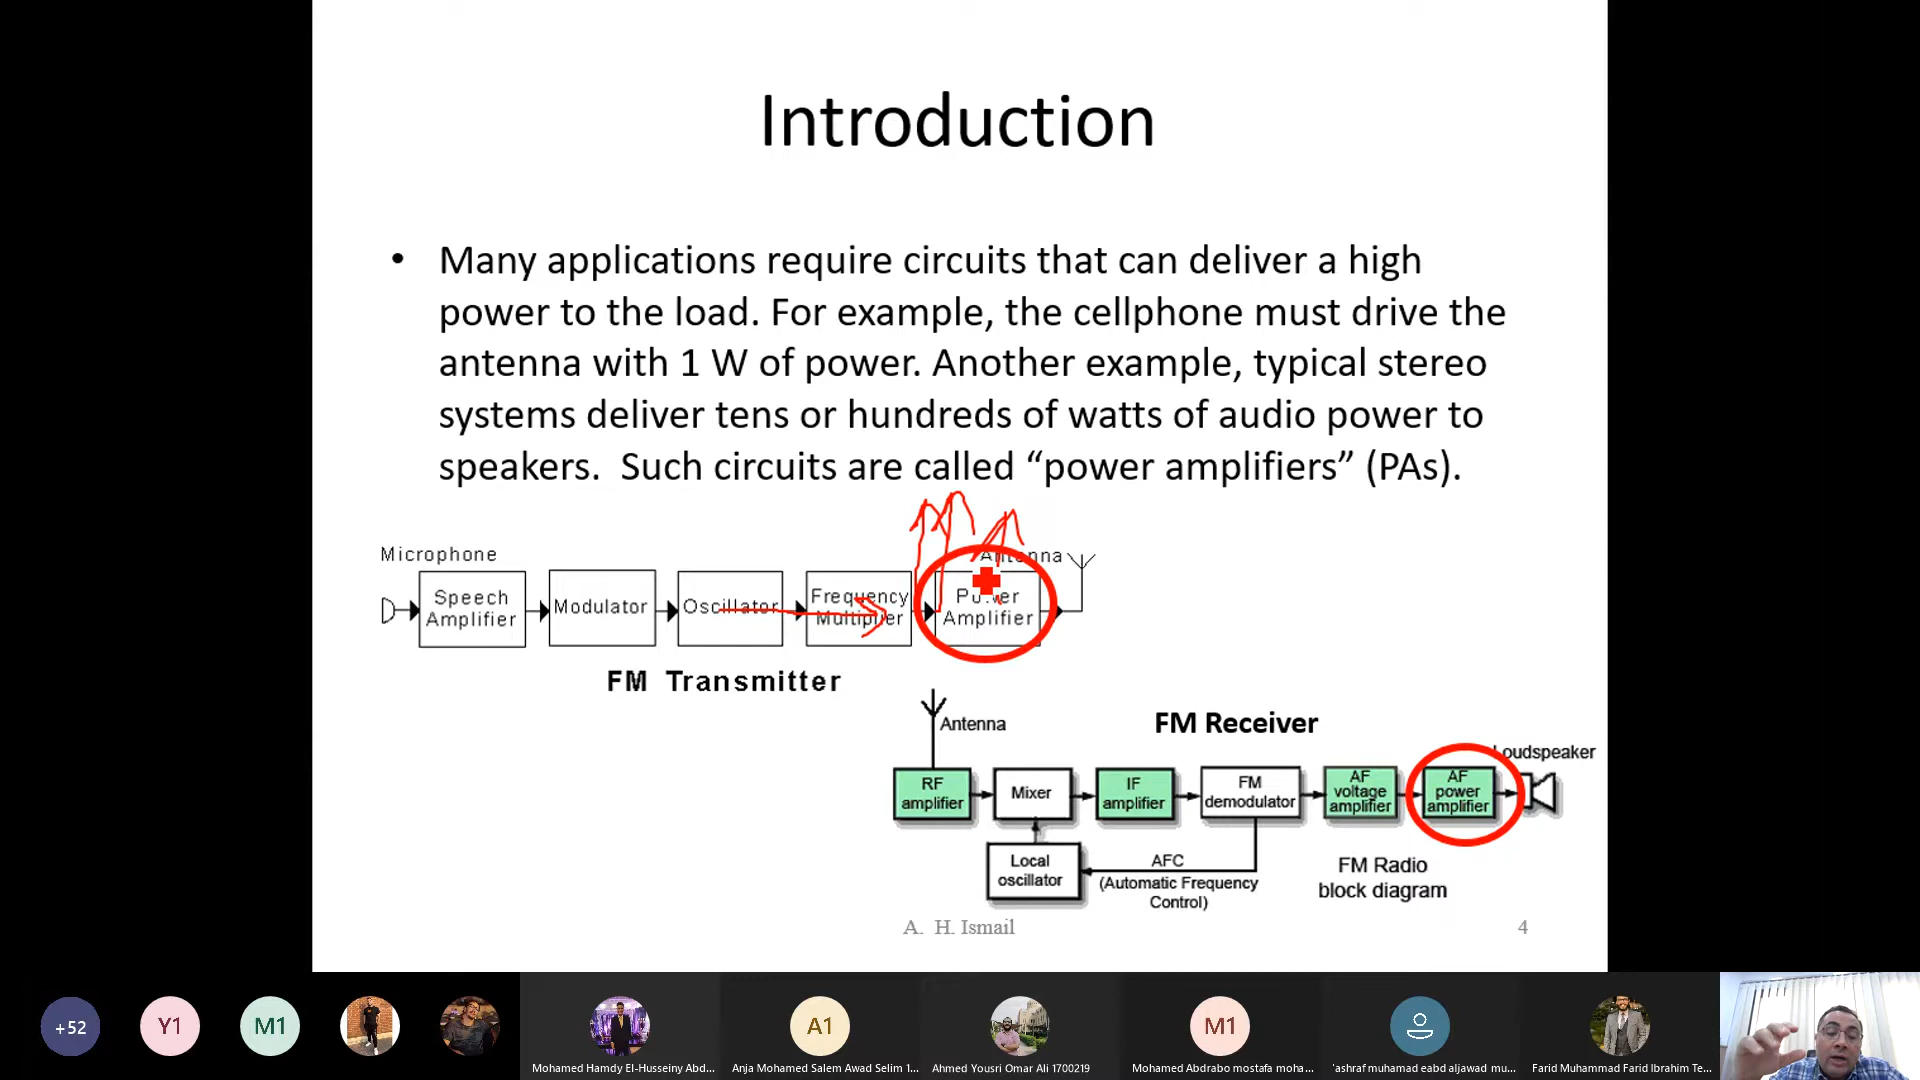 Introduction
• Many applications require circuits that can deliver a high
power to the load. For example, the cellphone must drive the
antenna with 1 W of power. Another example, typical stereo
systems deliver tens or hundreds of watts of audio power to
speakers. Such circuits are called “power amplifiers” (PAs).
Microphone
Antenna
Speech
Amplifier
Modulator
Oscillator
Frequency
Multiplier
Power
Amplifier
FM Transmitter
Antenna
FM Receiver
Loudspeaker
RF
amplifier
Mixer
IF
amplifier
FM
demodulator
AF
voltage
amplifier
AF
power
amplifier
Local
oscillator
AFC
(Automatic Frequency
Control)
FM Radio
block diagram
A. H. Ismail
4
+52
Y1
M1
A1
M1
Mohamed Hamdy El-Husseiny Abd...
Anja Mohamed Salem Awad Selim 1...
Ahmed Yousri Omar Ali 1700219
Mohamed Abdrabo mostafa moha...
'ashraf muhamad eabd aljawad mu...
Farid Muhammad Farid Ibrahim Te...